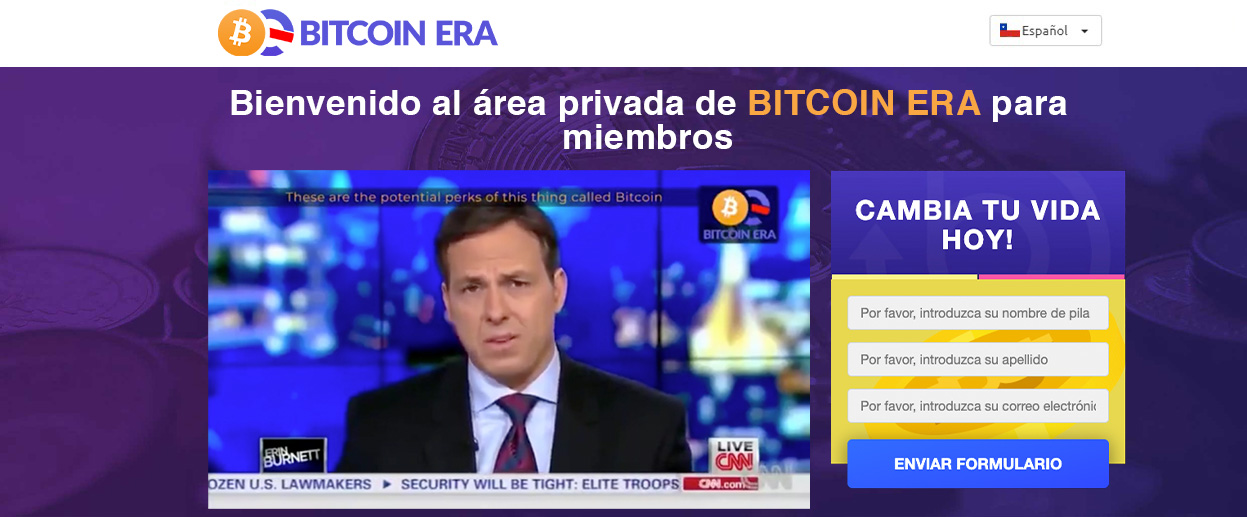 BITCOIN ERA
Español
Bienvenido al área privada de BITCOIN ERA para
miembros
These are the potential perks of this thing called Bitcoin
BITCOIN ERA
ERIN
BURNETT
LIVE
CNN
OZEN U.S. LAWMAKERS ► SECURITY WILL BE TIGHT: ELITE TROOPS
CNN.com
CNN
CAMBIA TU VIDA
HOY!
Por favor, introduzca su nombre de pila
Por favor, introduzca su apellido
Por favor, introduzca su correo electrónic
ENVIAR FORMULARIO